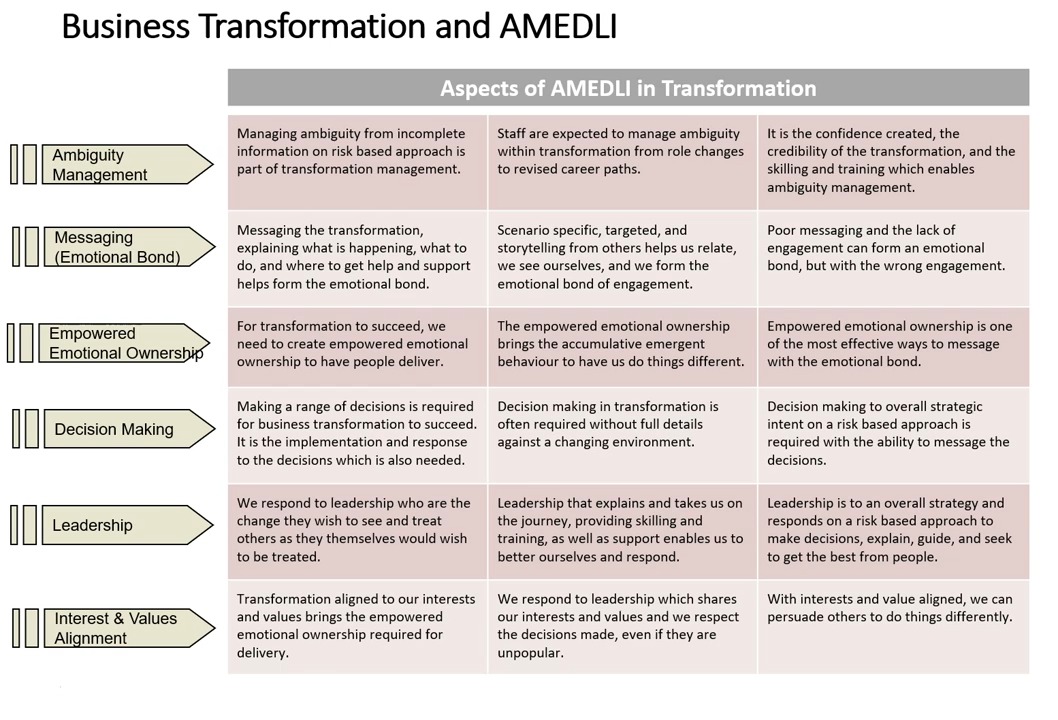 Business Transformation and AMEDLI
Aspects of AMEDLI in Transformation
Ambiguity
Management
Managing ambiguity from incomplete
information on risk based approach is
part of transformation management.
Staff are expected to manage ambiguity
within transformation from role changes
to revised career paths.
It is the confidence created, the
credibility of the transformation, and the
skilling and training which enables
ambiguity management.
Messaging
(Emotional Bond)
Messaging the transformation,
explaining what is happening, what to
do, and where to get help and support
helps form the emotional bond.
Scenario specific, targeted, and
storytelling from others helps us relate,
we see ourselves, and we form the
emotional bond of engagement.
Poor messaging and the lack of
engagement can form an emotional
bond, but with the wrong engagement.
Empowered
Emotional Ownership
For transformation to succeed, we
need to create empowered emotional
ownership to have people deliver.
The empowered emotional ownership
brings the accumulative emergent
behaviour to have us do things different.
Empowered emotional ownership is one
of the most effective ways to message
with the emotional bond.
Decision Making
Making a range of decisions is required
for business transformation to succeed.
It is the implementation and response
to the decisions which is also needed.
Decision making in transformation is
often required without full details
against a changing environment.
Decision making to overall strategic
intent on a risk based approach is
required with the ability to message the
decisions.
Leadership
We respond to leadership who are the
change they wish to see and treat
others as they themselves would wish
to be treated.
Leadership that explains and takes us on
the journey, providing skilling and
training, as well as support enables us to
better ourselves and respond.
Leadership is to an overall strategy and
responds on a risk based approach to
make decisions, explain, guide, and seek
to get the best from people.
Interest & Values
Alignment
Transformation aligned to our interests
and values brings the empowered
emotional ownership required for
delivery.
We respond to leadership which shares
our interests and values and we respect
the decisions made, even if they are
unpopular.
With interests and value aligned, we can
persuade others to do things differently.